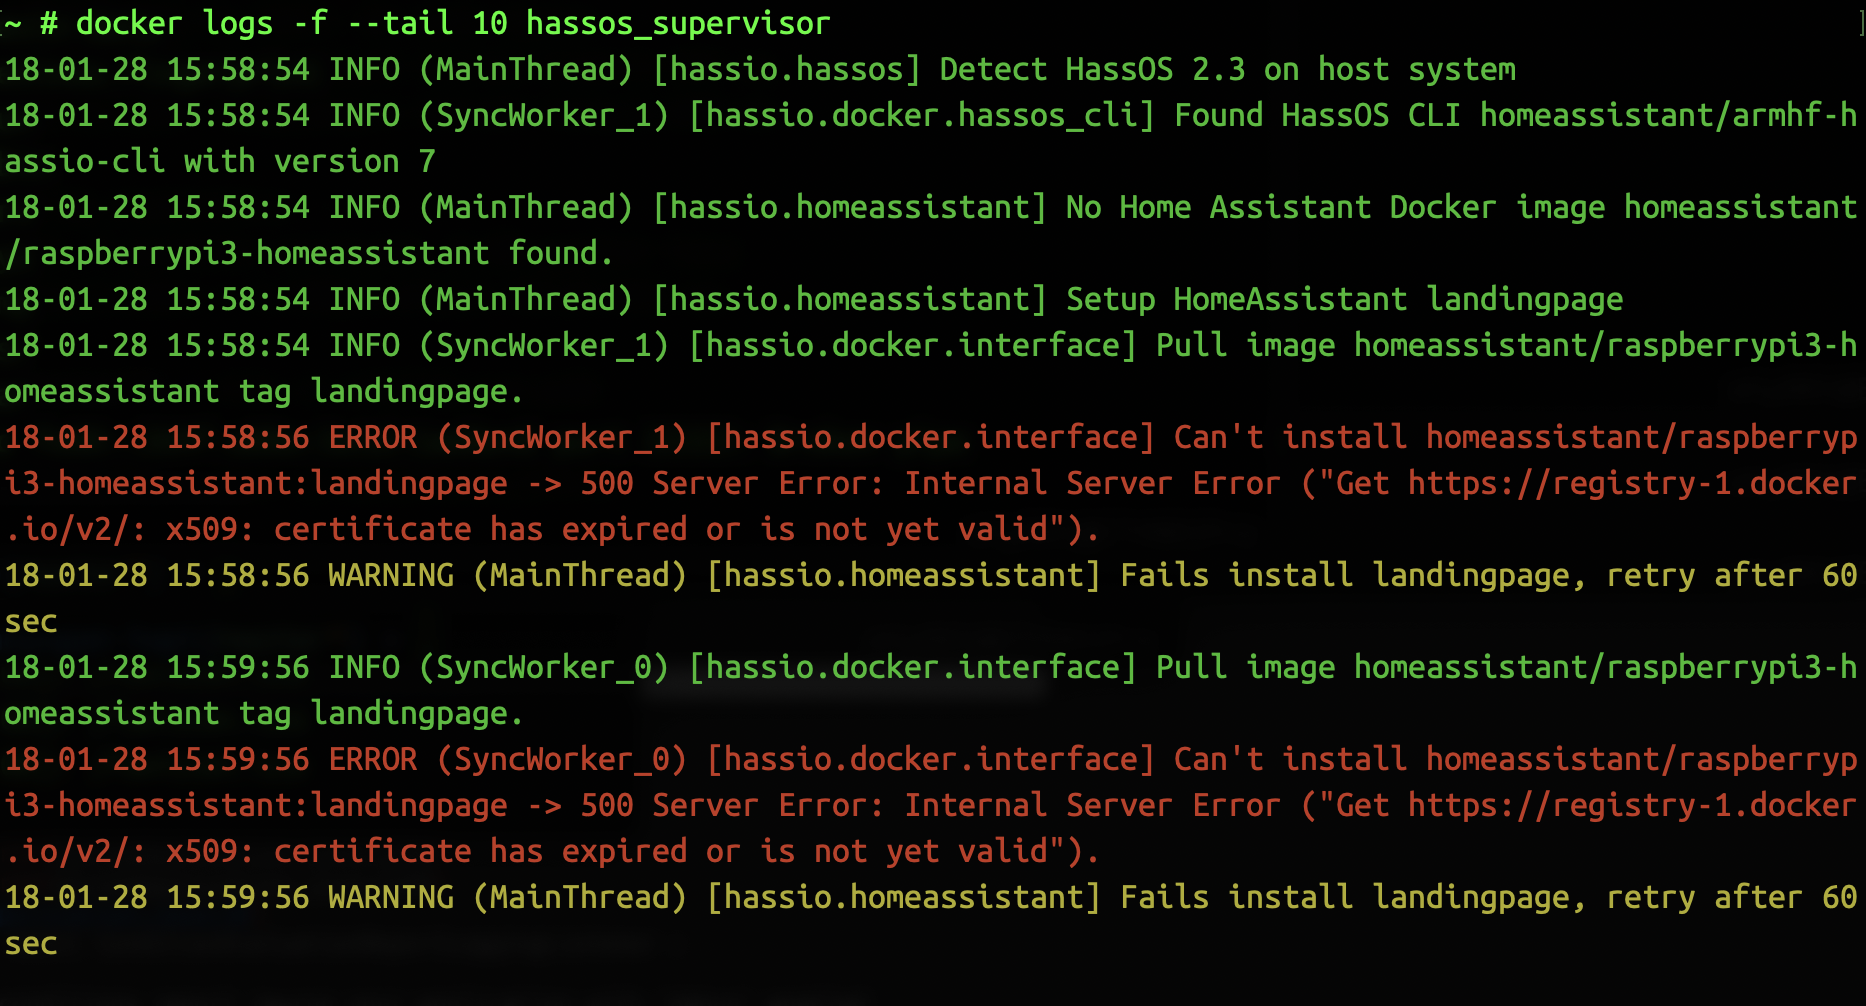 ~ # docker logs -f --tail 10 hassos_supervisor
18-01-28 15:58:54 INFO (MainThread) [hassio.hassos] Detect HassOS 2.3 on host system
18-01-28 15:58:54 INFO (SyncWorker_1) [hassio.docker.hassos_cli] Found HassOS CLI homeassistant/armhf-h
assio-cli with version 7
18-01-28 15:58:54 INFO (MainThread) [hassio.homeassistant] No Home Assistant Docker image homeassistant
/raspberrypi3-homeassistant found.
18-01-28 15:58:54 INFO (MainThread) [hassio.homeassistant] Setup HomeAssistant landingpage
18-01-28 15:58:54 INFO (SyncWorker_1) [hassio.docker.interface] Pull image homeassistant/raspberrypi3-h
omeassistant tag landingpage.
18-01-28 15:58:56 ERROR (SyncWorker_1) [hassio.docker.interface] Can't install homeassistant/raspberryp
i3-homeassistant:landingpage -> 500 Server Error: Internal Server Error ("Get https://registry-1.docker
.io/v2/: x509: certificate has expired or is not yet valid").
18-01-28 15:58:56 WARNING (MainThread) [hassio.homeassistant] Fails install landingpage, retry after 60
sec
18-01-28 15:59:56 INFO (SyncWorker_0) [hassio.docker.interface] Pull image homeassistant/raspberrypi3-h
omeassistant tag landingpage.
18-01-28 15:59:56 ERROR (SyncWorker_0) [hassio.docker.interface] Can't install homeassistant/raspberryp
i3-homeassistant:landingpage -> 500 Server Error: Internal Server Error ("Get https://registry-1.docker
.io/v2/: x509: certificate has expired or is not yet valid").
18-01-28 15:59:56 WARNING (MainThread) [hassio.homeassistant] Fails install landingpage, retry after 60
sec